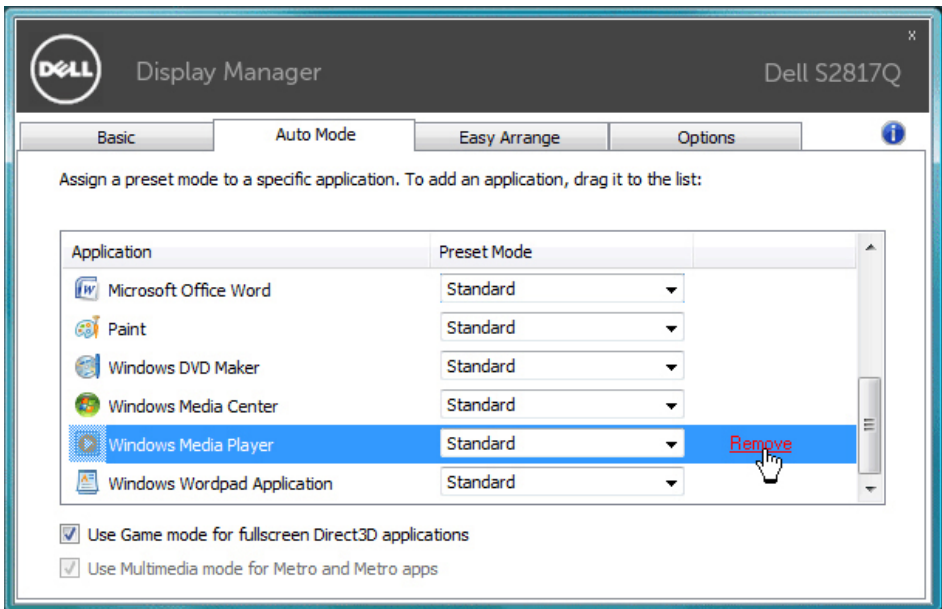 x
DELL Display Manager Dell S2817Q
Basic Auto Mode Easy Arrange Options i
Assign a preset mode to a specific application. To add an application, drag it to the list:
Application Preset Mode
W Microsoft Office Word Standard
Paint Standard
Windows DVD Maker Standard
Windows Media Center Standard
Windows Media Player Standard Remove
Windows Wordpad Application Standard
Use Game mode for fullscreen Direct3D applications
Use Multimedia mode for Metro and Metro apps